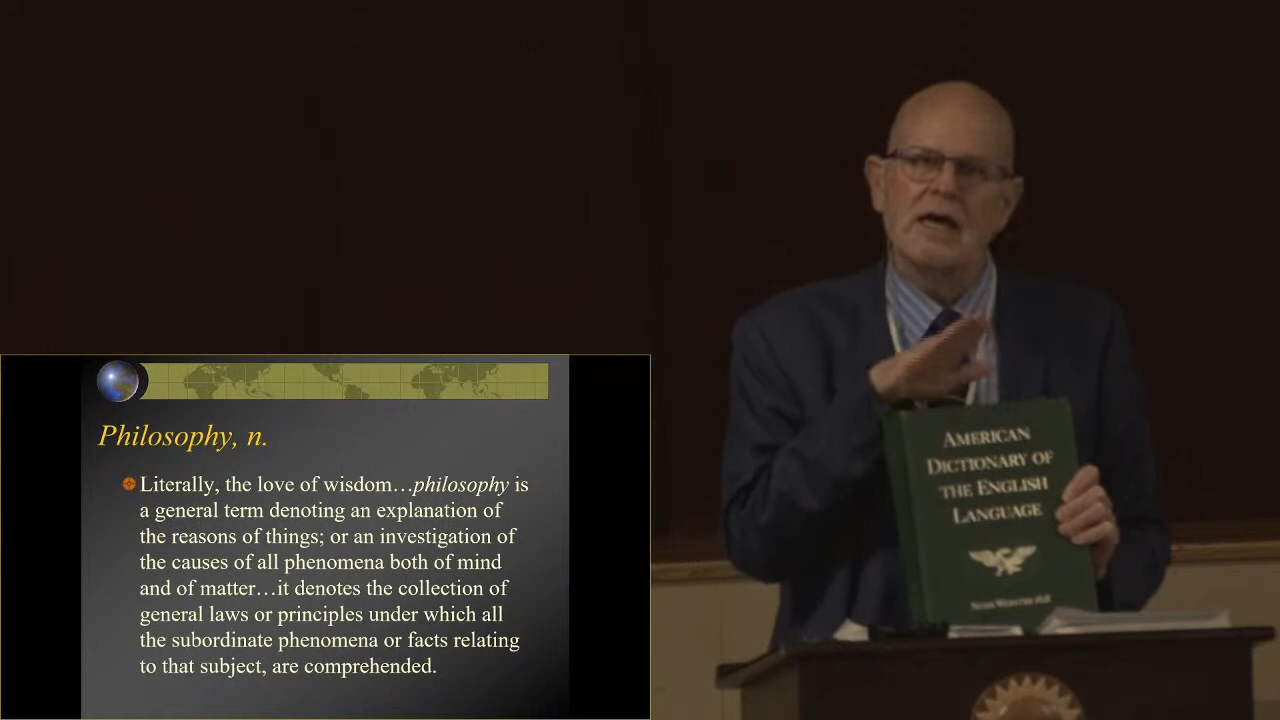 Philosophy, n.
Literally, the love of wisdom…philosophy is
a general term denoting an explanation of
the reasons of things; or an investigation of
the causes of all phenomena both of mind
and of matter…it denotes the collection of
general laws or principles under which all
the subordinate phenomena or facts relating
to that subject, are comprehended.
AMERICAN
DICTIONARY OF
THE ENGLISH
LANGUAGE
NOAH WEBSTER 1828